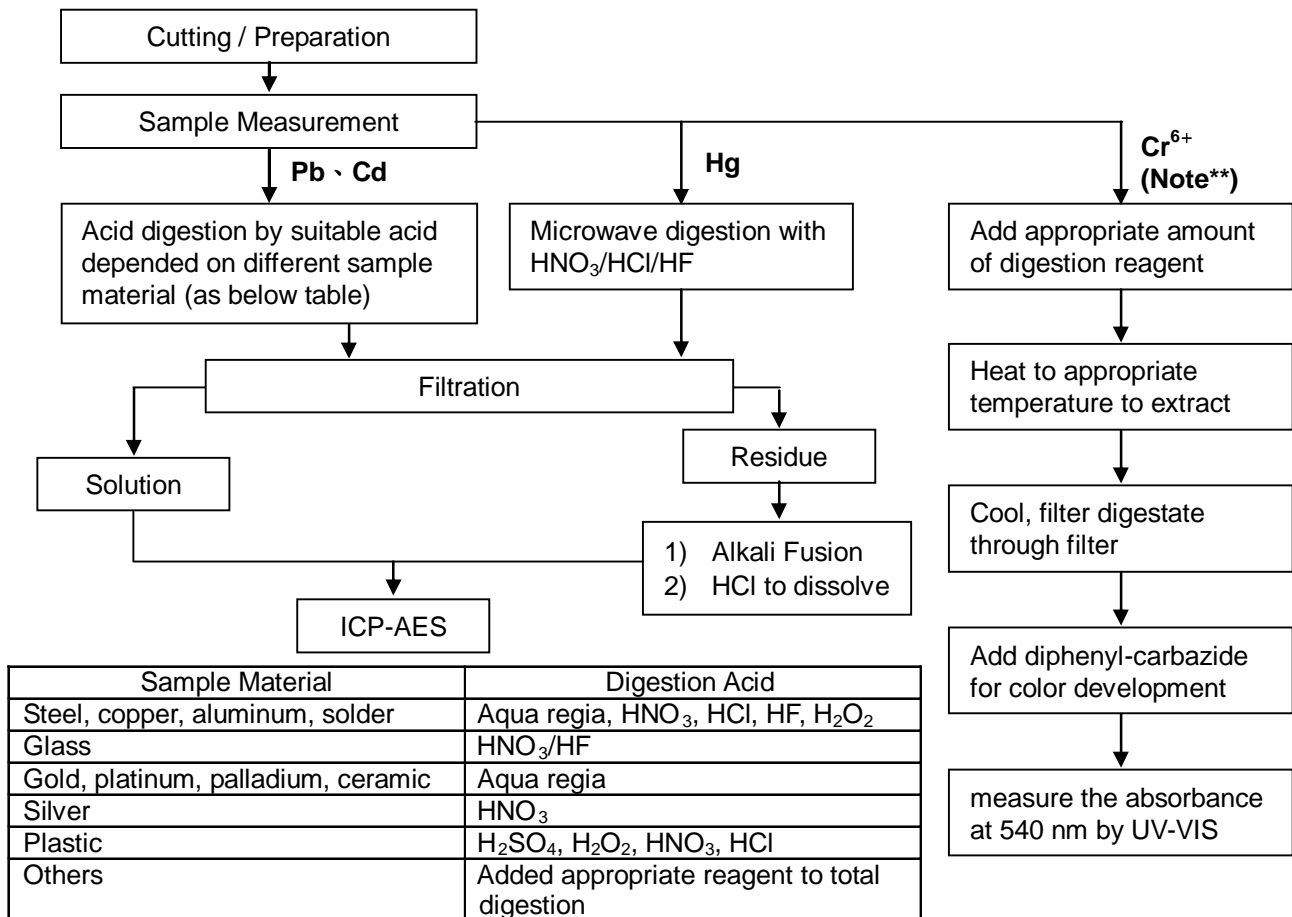 Cutting / Preparation
Sample Measurement
Pb、Cd
Hg
Cr⁶⁺
(Note**)
Acid digestion by suitable acid
depended on different sample
material (as below table)
Microwave digestion with
HNO₃/HCl/HF
Add appropriate amount
of digestion reagent
Filtration
Heat to appropriate
temperature to extract
Solution
Residue
1) Alkali Fusion
2) HCl to dissolve
Cool, filter digestate
through filter
ICP-AES
Add diphenyl-carbazide
for color development
measure the absorbance
at 540 nm by UV-VIS
Sample Material Digestion Acid
Steel, copper, aluminum, solder Aqua regia, HNO₃, HCl, HF, H₂O₂
Glass HNO₃/HF
Gold, platinum, palladium, ceramic Aqua regia
Silver HNO₃
Plastic H₂SO₄, H₂O₂, HNO₃, HCl
Others Added appropriate reagent to total
digestion